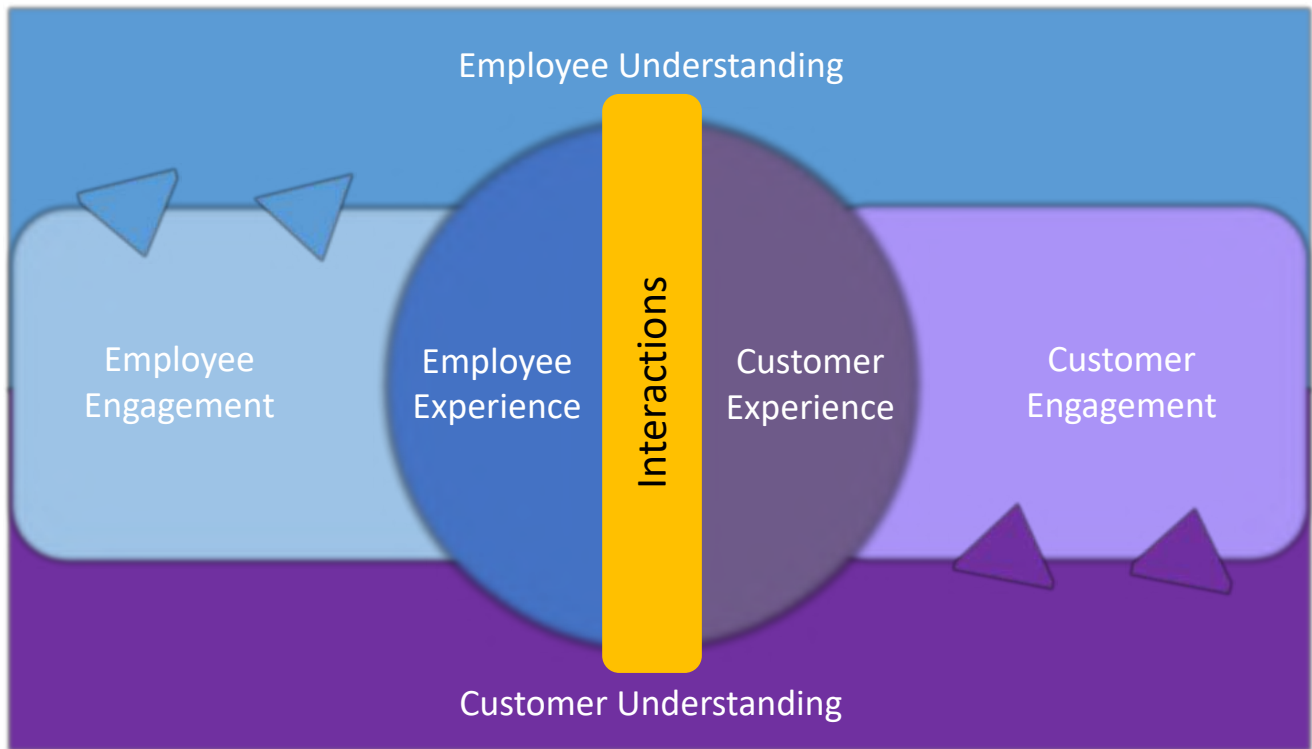 Employee Understanding
Employee
Engagement
Employee
Experience
Interactions
Customer
Experience
Customer
Engagement
Customer Understanding